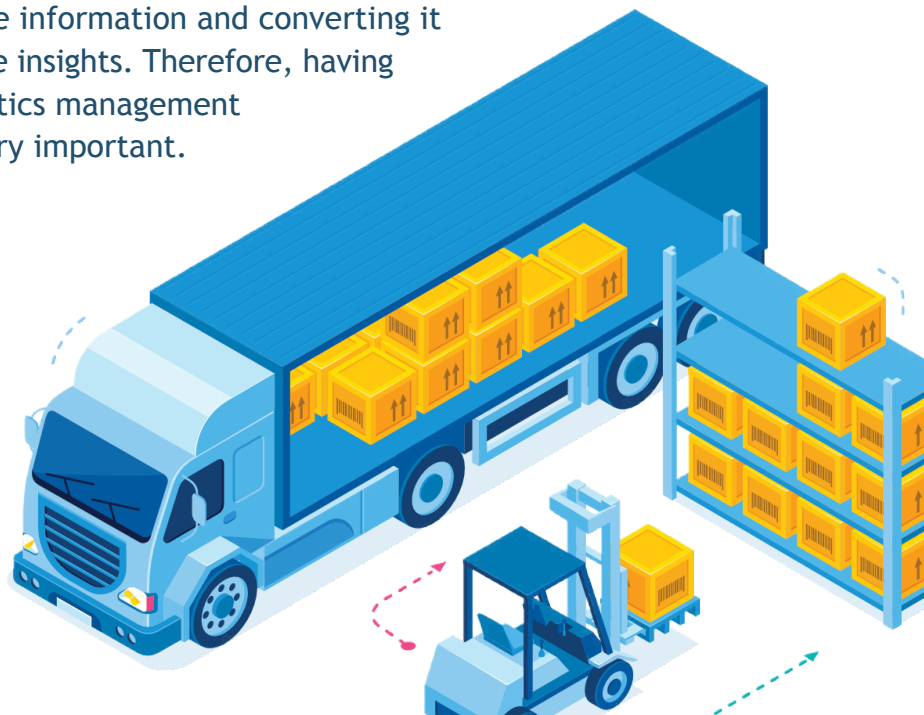 e information and converting it
e insights. Therefore, having
tics management
ry important.